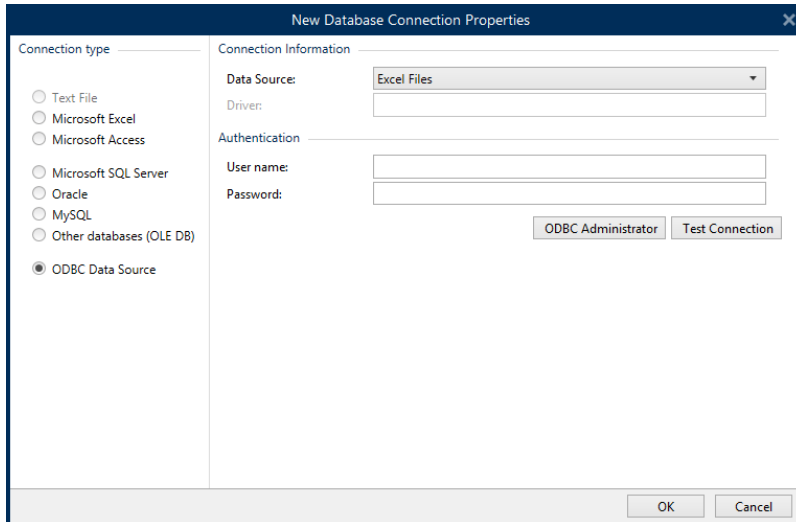 New Database Connection Properties
Connection type
Text File
Microsoft Excel
Microsoft Access
Microsoft SQL Server
Oracle
MySQL
Other databases (OLE DB)
ODBC Data Source
Connection Information
Data Source: Excel Files
Driver:
Authentication
User name:
Password:
ODBC Administrator Test Connection
OK Cancel